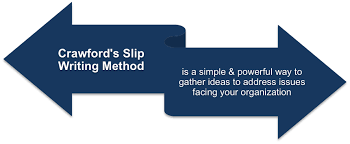 Crawford's Slip
Writing Method
is a simple & powerful way to
gather ideas to address issues
facing your organization